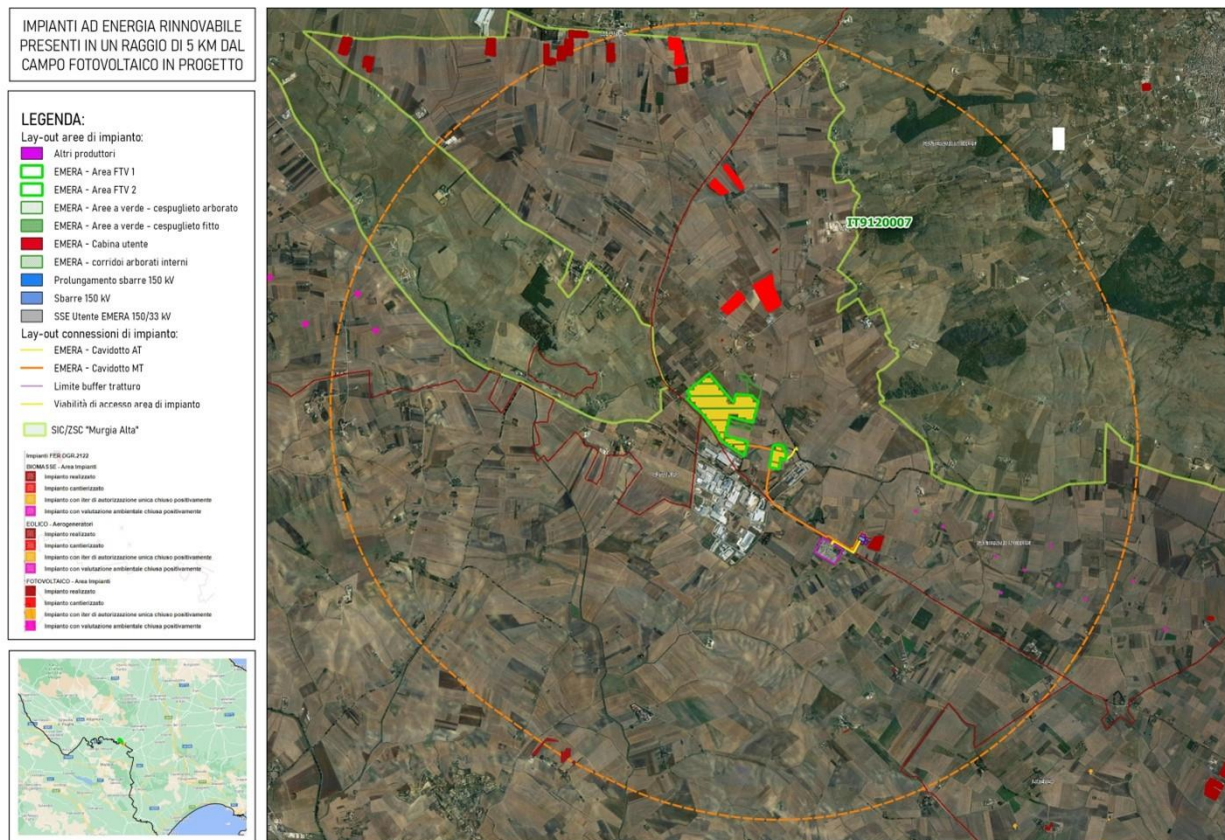 IMPIANTI AD ENERGIA RINNOVABILE
PRESENTI IN UN RAGGIO DI 5 KM DAL
CAMPO FOTOVOLTAICO IN PROGETTO
LEGENDA:
Lay-out aree di impianto:
Altri produttori
EMERA - Area FTV 1
EMERA - Area FTV 2
EMERA - Aree a verde - cespuglieto arborato
EMERA - Aree a verde - cespuglieto fitto
EMERA - Cabina utente
EMERA - corridoi arborati interni
Prolungamento sbarre 150 kV
Sbarre 150 kV
SSE Utente EMERA 150/33 kV
Lay-out connessioni di impianto:
EMERA - Cavidotto AT
EMERA - Cavidotto MT
Limite buffer tratturo
Viabilità di accesso area di impianto
SIC/ZSC "Murgia Alta"
Impianti FER DGR.2122
BIOMASSE - Area Impianti
Impianto realizzato
Impianto cantierizzato
Impianto con iter di autorizzazione unica chiuso positivamente
Impianto con valutazione ambientale chiusa positivamente
EOLICO - Aerogeneratori
Impianto realizzato
Impianto cantierizzato
Impianto con iter di autorizzazione unica chiuso positivamente
Impianto con valutazione ambientale chiusa positivamente
FOTOVOLTAICO - Area Impianti
Impianto realizzato
Impianto cantierizzato
Impianto con iter di autorizzazione unica chiuso positivamente
Impianto con valutazione ambientale chiusa positivamente
IT9120007